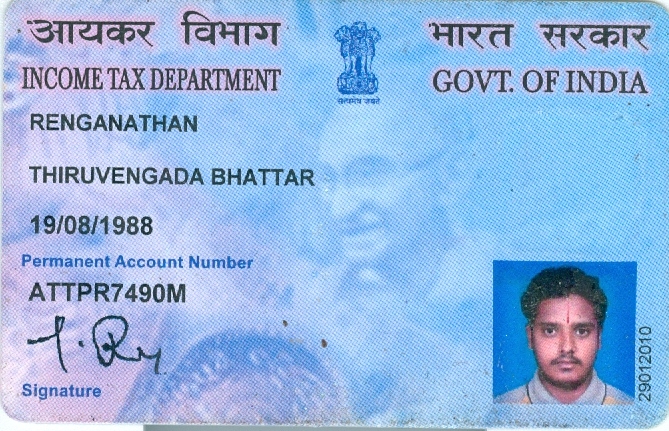 आयकर विभाग
INCOME TAX DEPARTMENT
सत्यमेव जयते
भारत सरकार
GOVT. OF INDIA
RENGANATHAN
THIRUVENGADA BHATTAR
19/08/1988
Permanent Account Number
ATTPR7490M
Signature
29012010